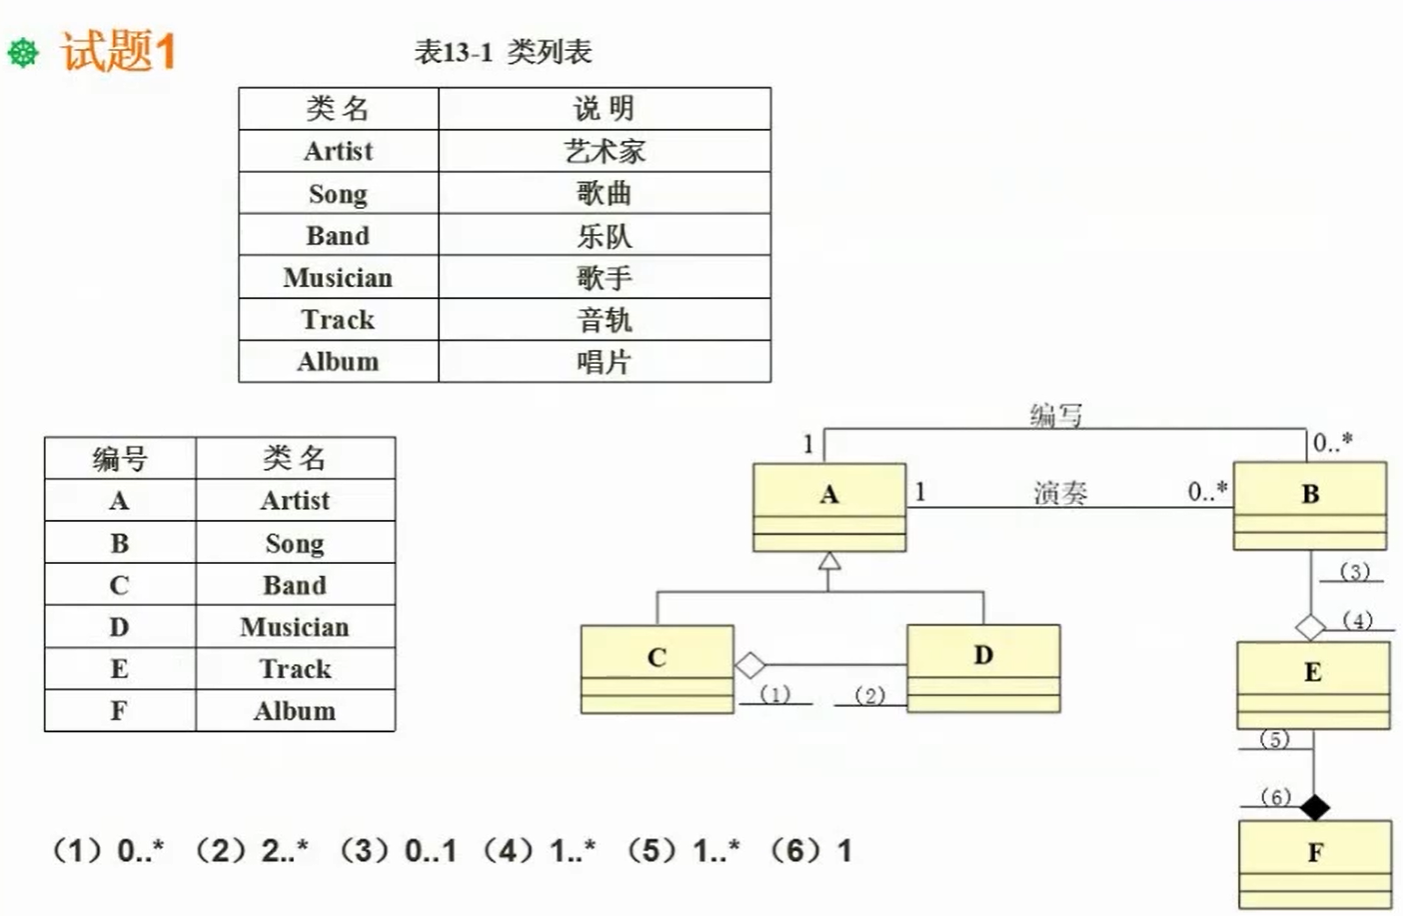 试题1
表13-1 类列表
类 名 说 明
Artist 艺术家
Song 歌曲
Band 乐队
Musician 歌手
Track 音轨
Album 唱片
编号 类 名
A Artist
B Song
C Band
D Musician
E Track
F Album
编写
1 0..*
A 1 演奏 0..* B
(3)
(4)
C D E
(1) (2)
(5)
(6)
F
（1）0..* （2）2..* （3）0..1 （4）1..* （5）1..* （6）1